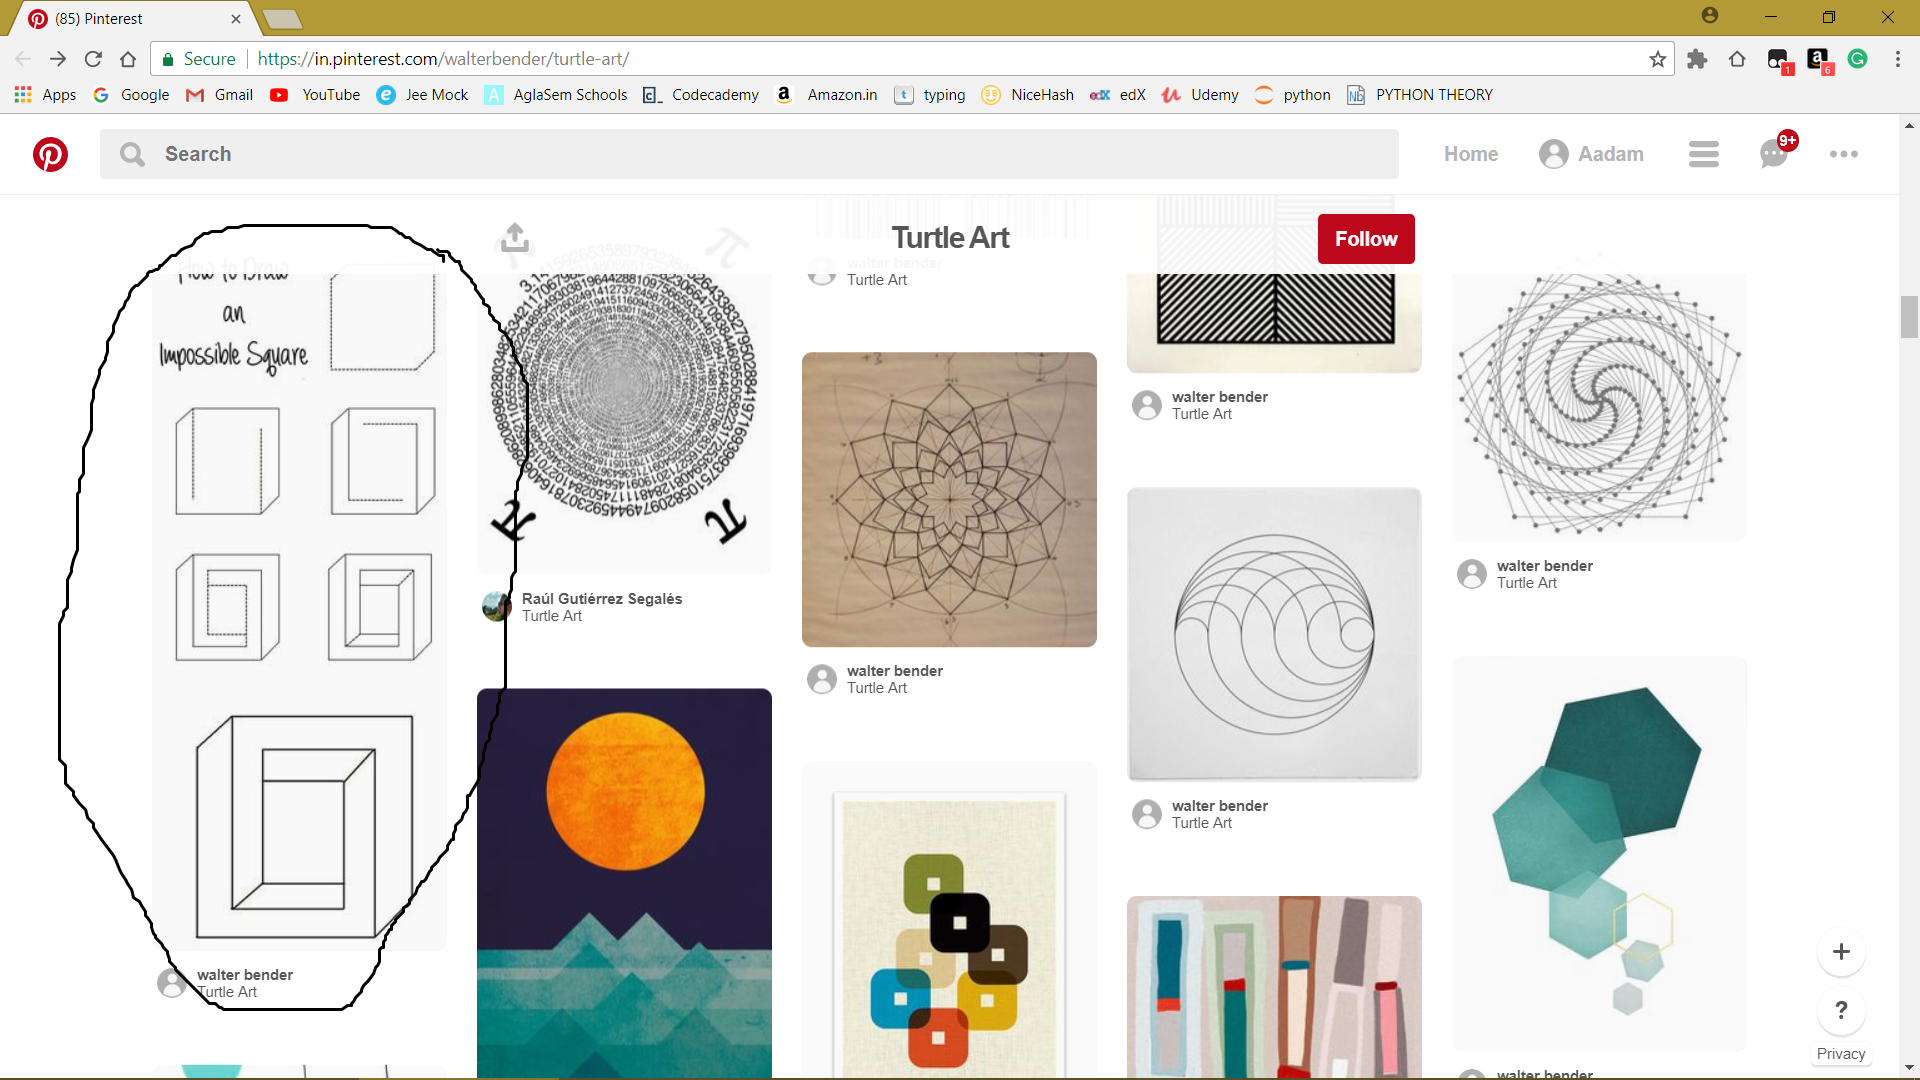 (85) Pinterest
Secure
https://in.pinterest.com/walterbender/turtle-art/
1
6
Apps
Google
Gmail
YouTube
Jee Mock
AglaSem Schools
Codecademy
Amazon.in
typing
NiceHash
edX
Udemy
python
PYTHON THEORY
Search
Home
Aadam
9+
Turtle Art
Follow
How to Draw
an
Impossible Square
walter bender
Turtle Art
π
π
π
Raúl Gutiérrez Segalés
Turtle Art
walter bender
Turtle Art
walter bender
Turtle Art
walter bender
Turtle Art
walter bender
Turtle Art
walter bender
Turtle Art
walter bender
+
?
Privacy